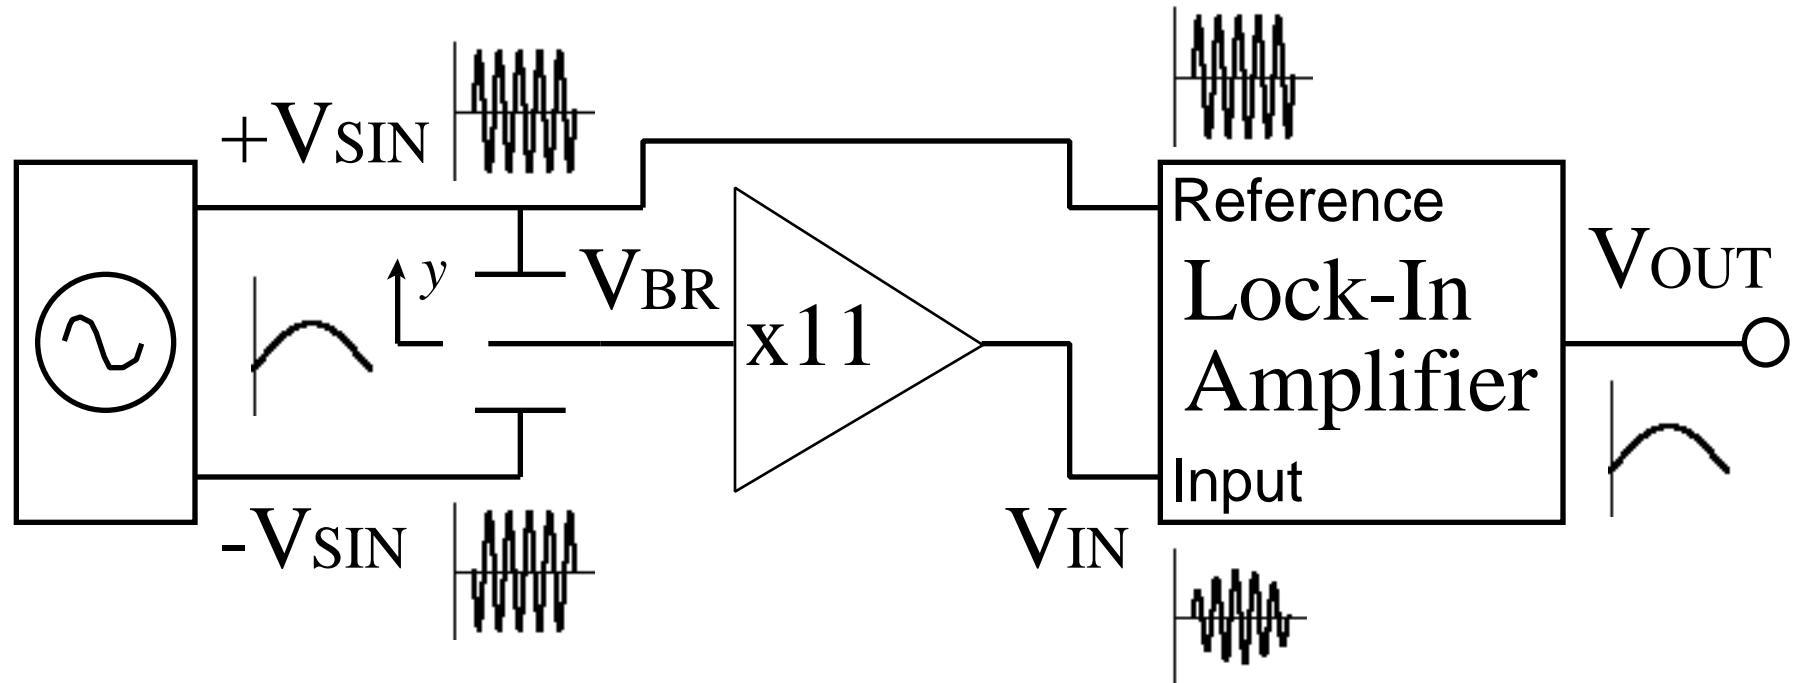 +VSIN
Reference
y
VBR
VOUT
Lock-In
x11
Amplifier
Input
-VSIN
VIN